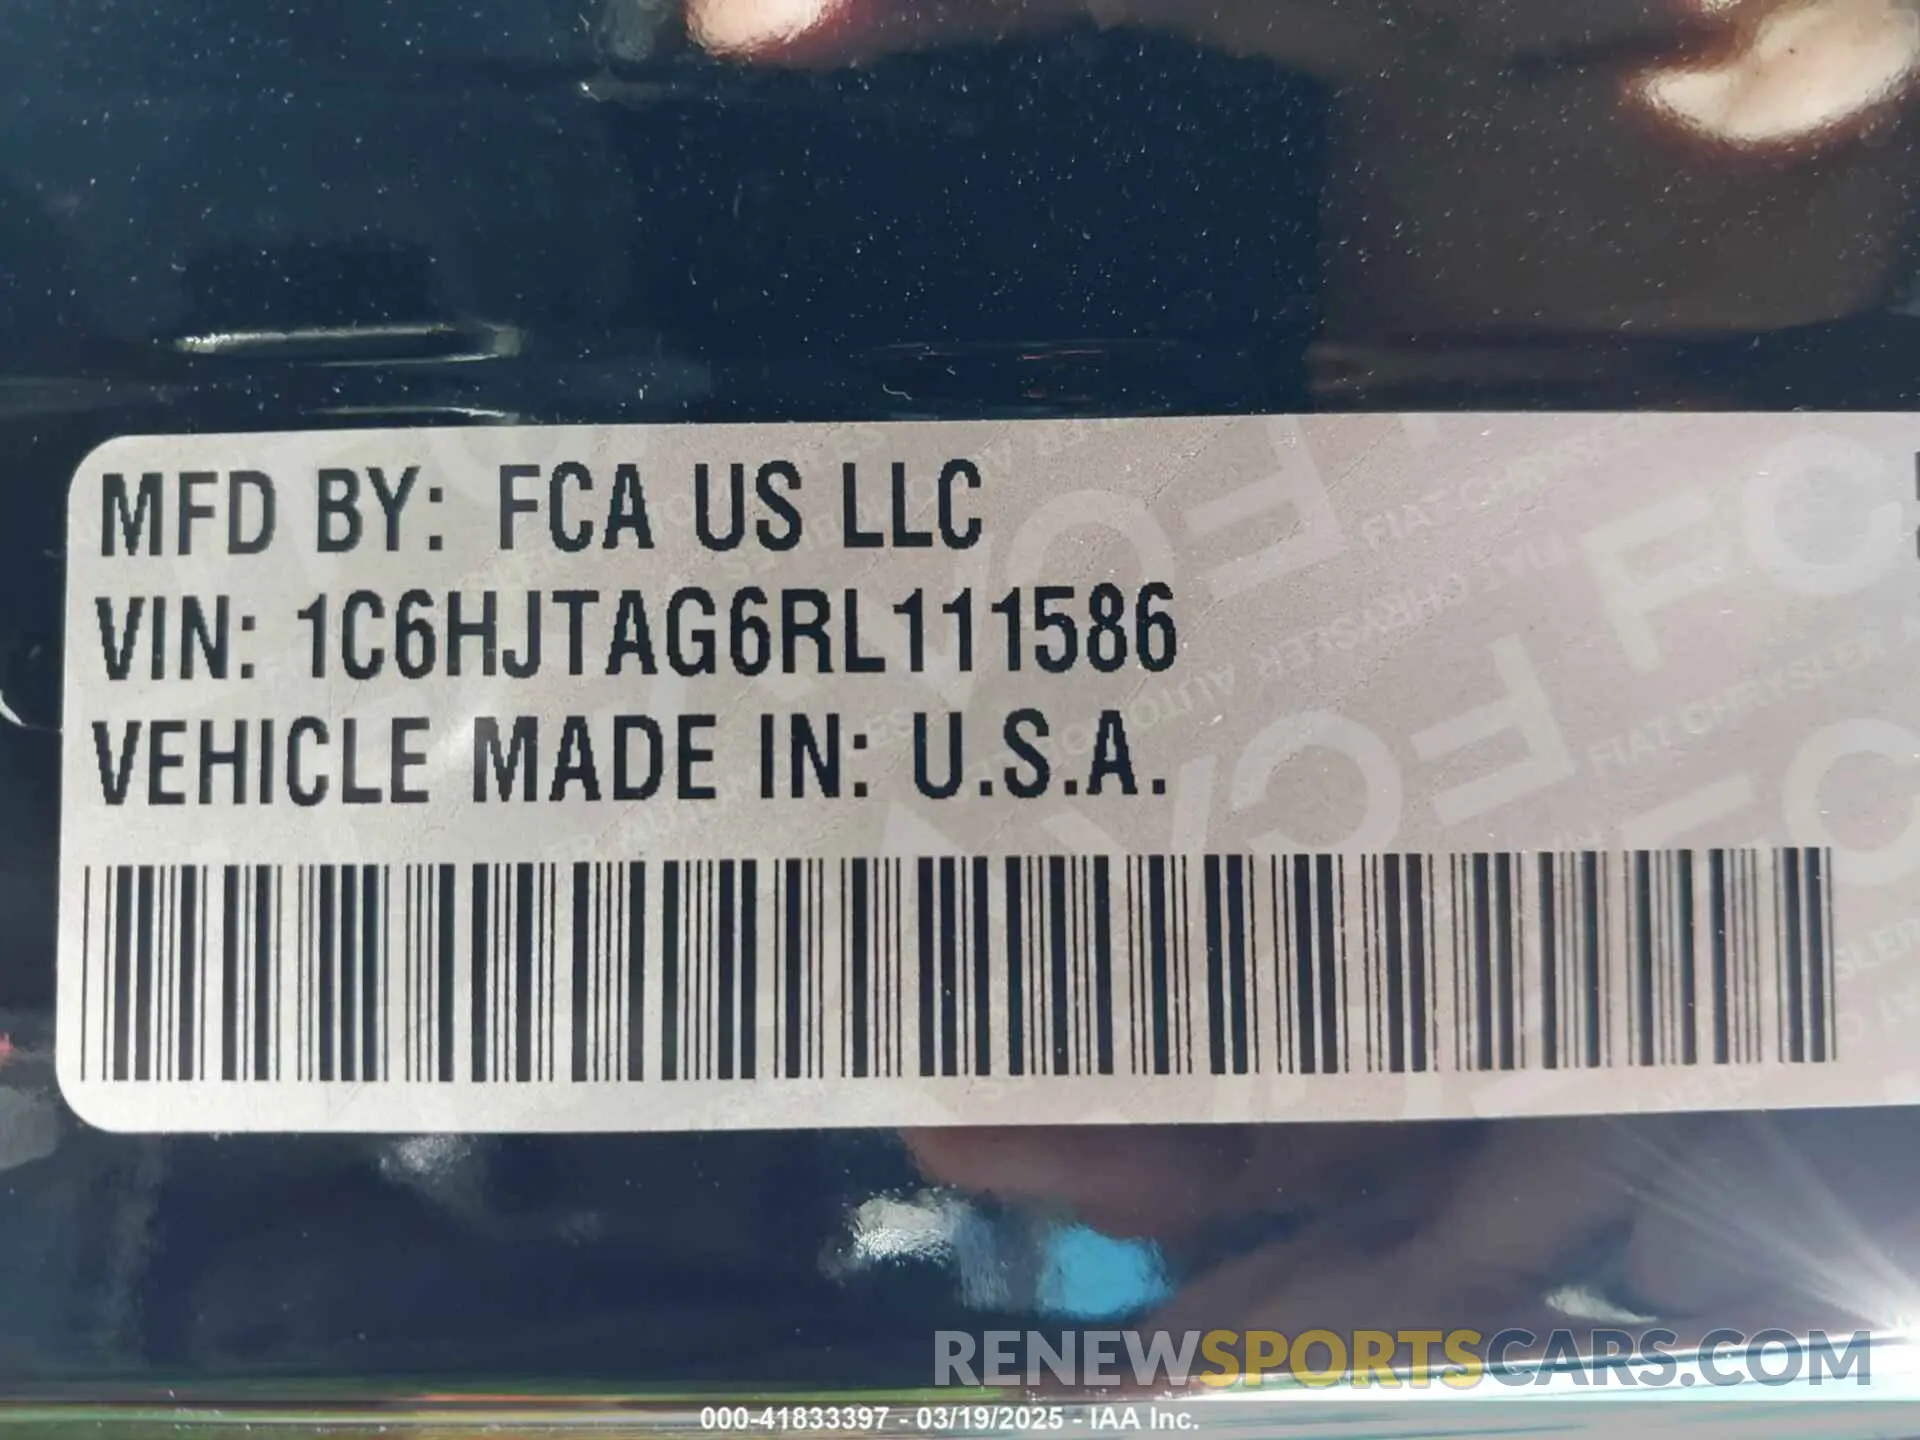 MFD BY: FCA US LLC
VIN: 1C6HJTAG6RL111586
VEHICLE MADE IN: U.S.A.
RENEWSPORTSCARS.COM
000-41833397 - 03/19/2025 - IAA Inc.